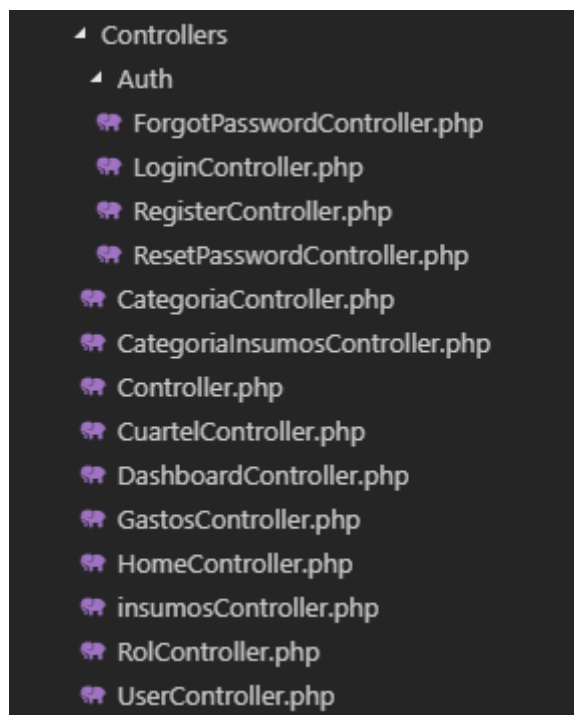 Controllers
Auth
ForgotPasswordController.php
LoginController.php
RegisterController.php
ResetPasswordController.php
CategoriaController.php
CategoriaInsumosController.php
Controller.php
CuartelController.php
DashboardController.php
GastosController.php
HomeController.php
insumosController.php
RolController.php
UserController.php